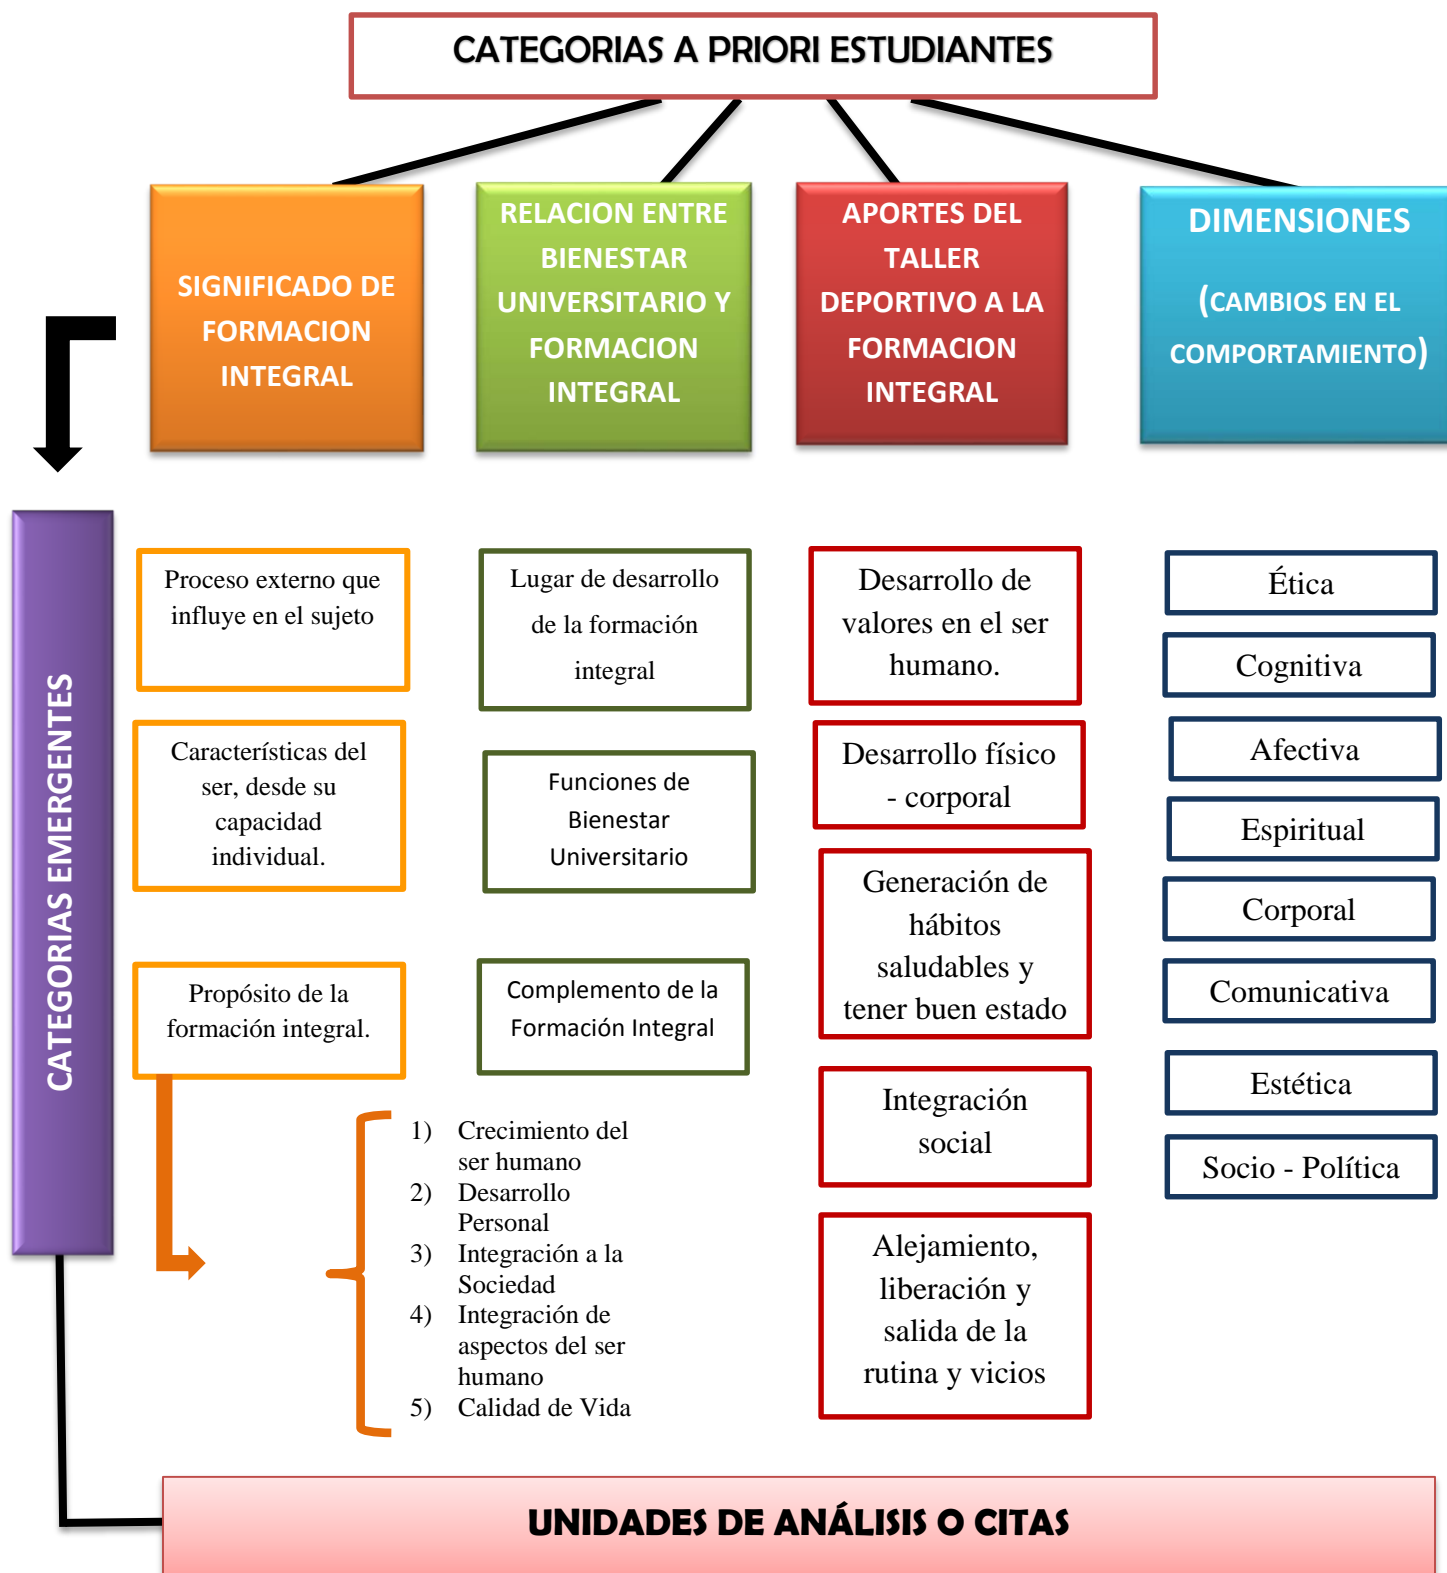 CATEGORIAS A PRIORI ESTUDIANTES
SIGNIFICADO DE
FORMACION
INTEGRAL
RELACION ENTRE
BIENESTAR
UNIVERSITARIO Y
FORMACION
INTEGRAL
APORTES DEL
TALLER
DEPORTIVO A LA
FORMACION
INTEGRAL
DIMENSIONES
(CAMBIOS EN EL
COMPORTAMIENTO)
CATEGORIAS EMERGENTES
Proceso externo que
influye en el sujeto
Características del
ser, desde su
capacidad
individual.
Propósito de la
formación integral.
1) Crecimiento del
ser humano
2) Desarrollo
Personal
3) Integración a la
Sociedad
4) Integración de
aspectos del ser
humano
5) Calidad de Vida
Lugar de desarrollo
de la formación
integral
Funciones de
Bienestar
Universitario
Complemento de la
Formación Integral
Desarrollo de
valores en el ser
humano.
Desarrollo físico
- corporal
Generación de
hábitos
saludables y
tener buen estado
Integración
social
Alejamiento,
liberación y
salida de la
rutina y vicios
Ética
Cognitiva
Afectiva
Espiritual
Corporal
Comunicativa
Estética
Socio - Política
UNIDADES DE ANÁLISIS O CITAS